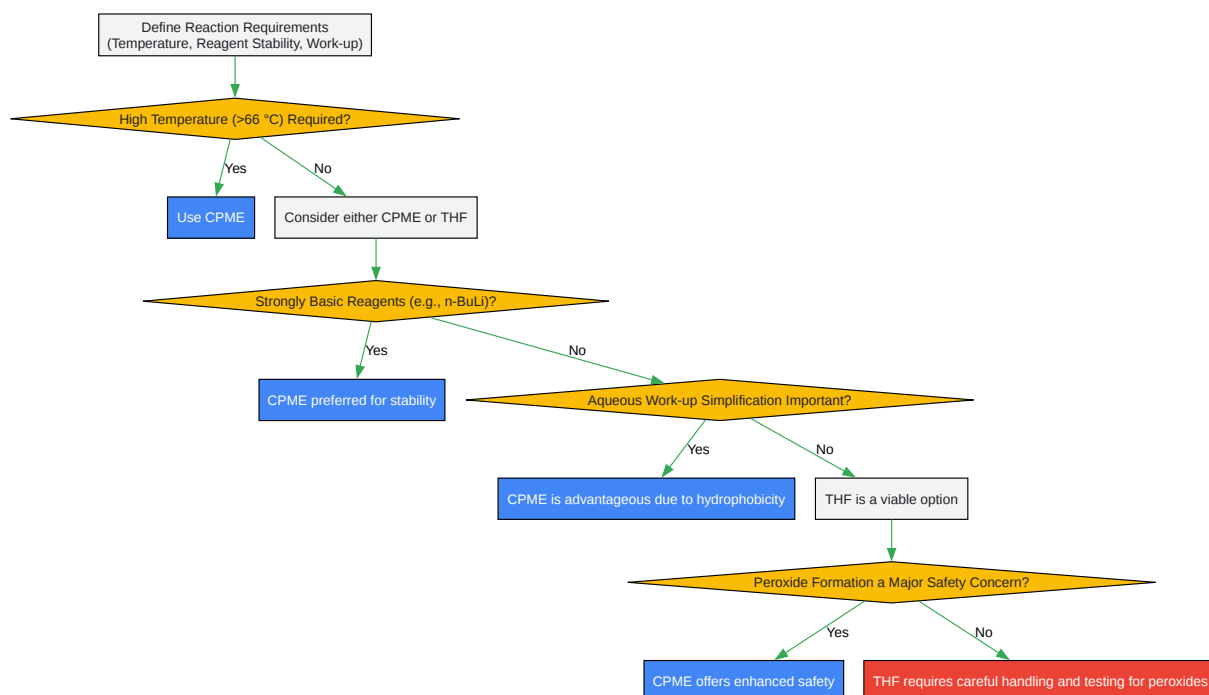 Define Reaction Requirements
(Temperature, Reagent Stability, Work-up)
High Temperature (>66 °C) Required?
Yes
No
Use CPME
Consider either CPME or THF
Strongly Basic Reagents (e.g., n-BuLi)?
Yes
No
CPME preferred for stability
Aqueous Work-up Simplification Important?
Yes
No
CPME is advantageous due to hydrophobicity
THF is a viable option
Peroxide Formation a Major Safety Concern?
Yes
No
CPME offers enhanced safety
THF requires careful handling and testing for peroxides